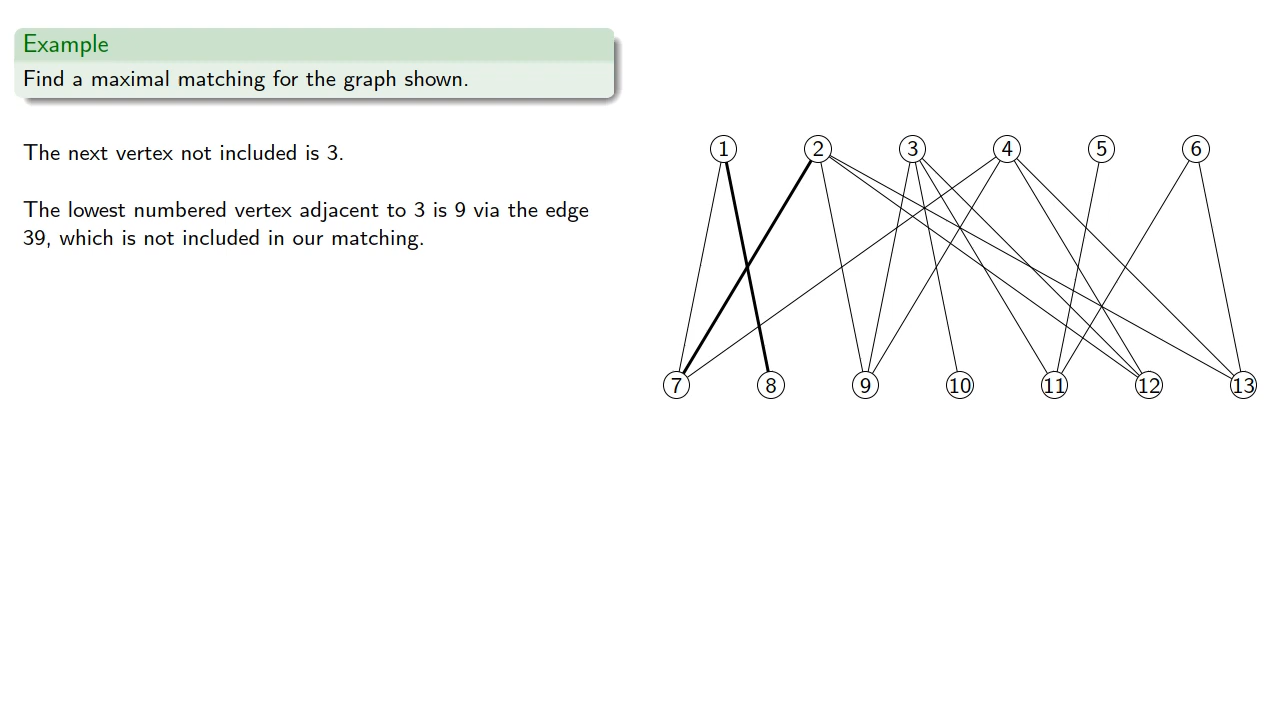 Example
Find a maximal matching for the graph shown.
The next vertex not included is 3.
The lowest numbered vertex adjacent to 3 is 9 via the edge
39, which is not included in our matching.
1 2 3 4 5 6
7 8 9 10 11 12 13